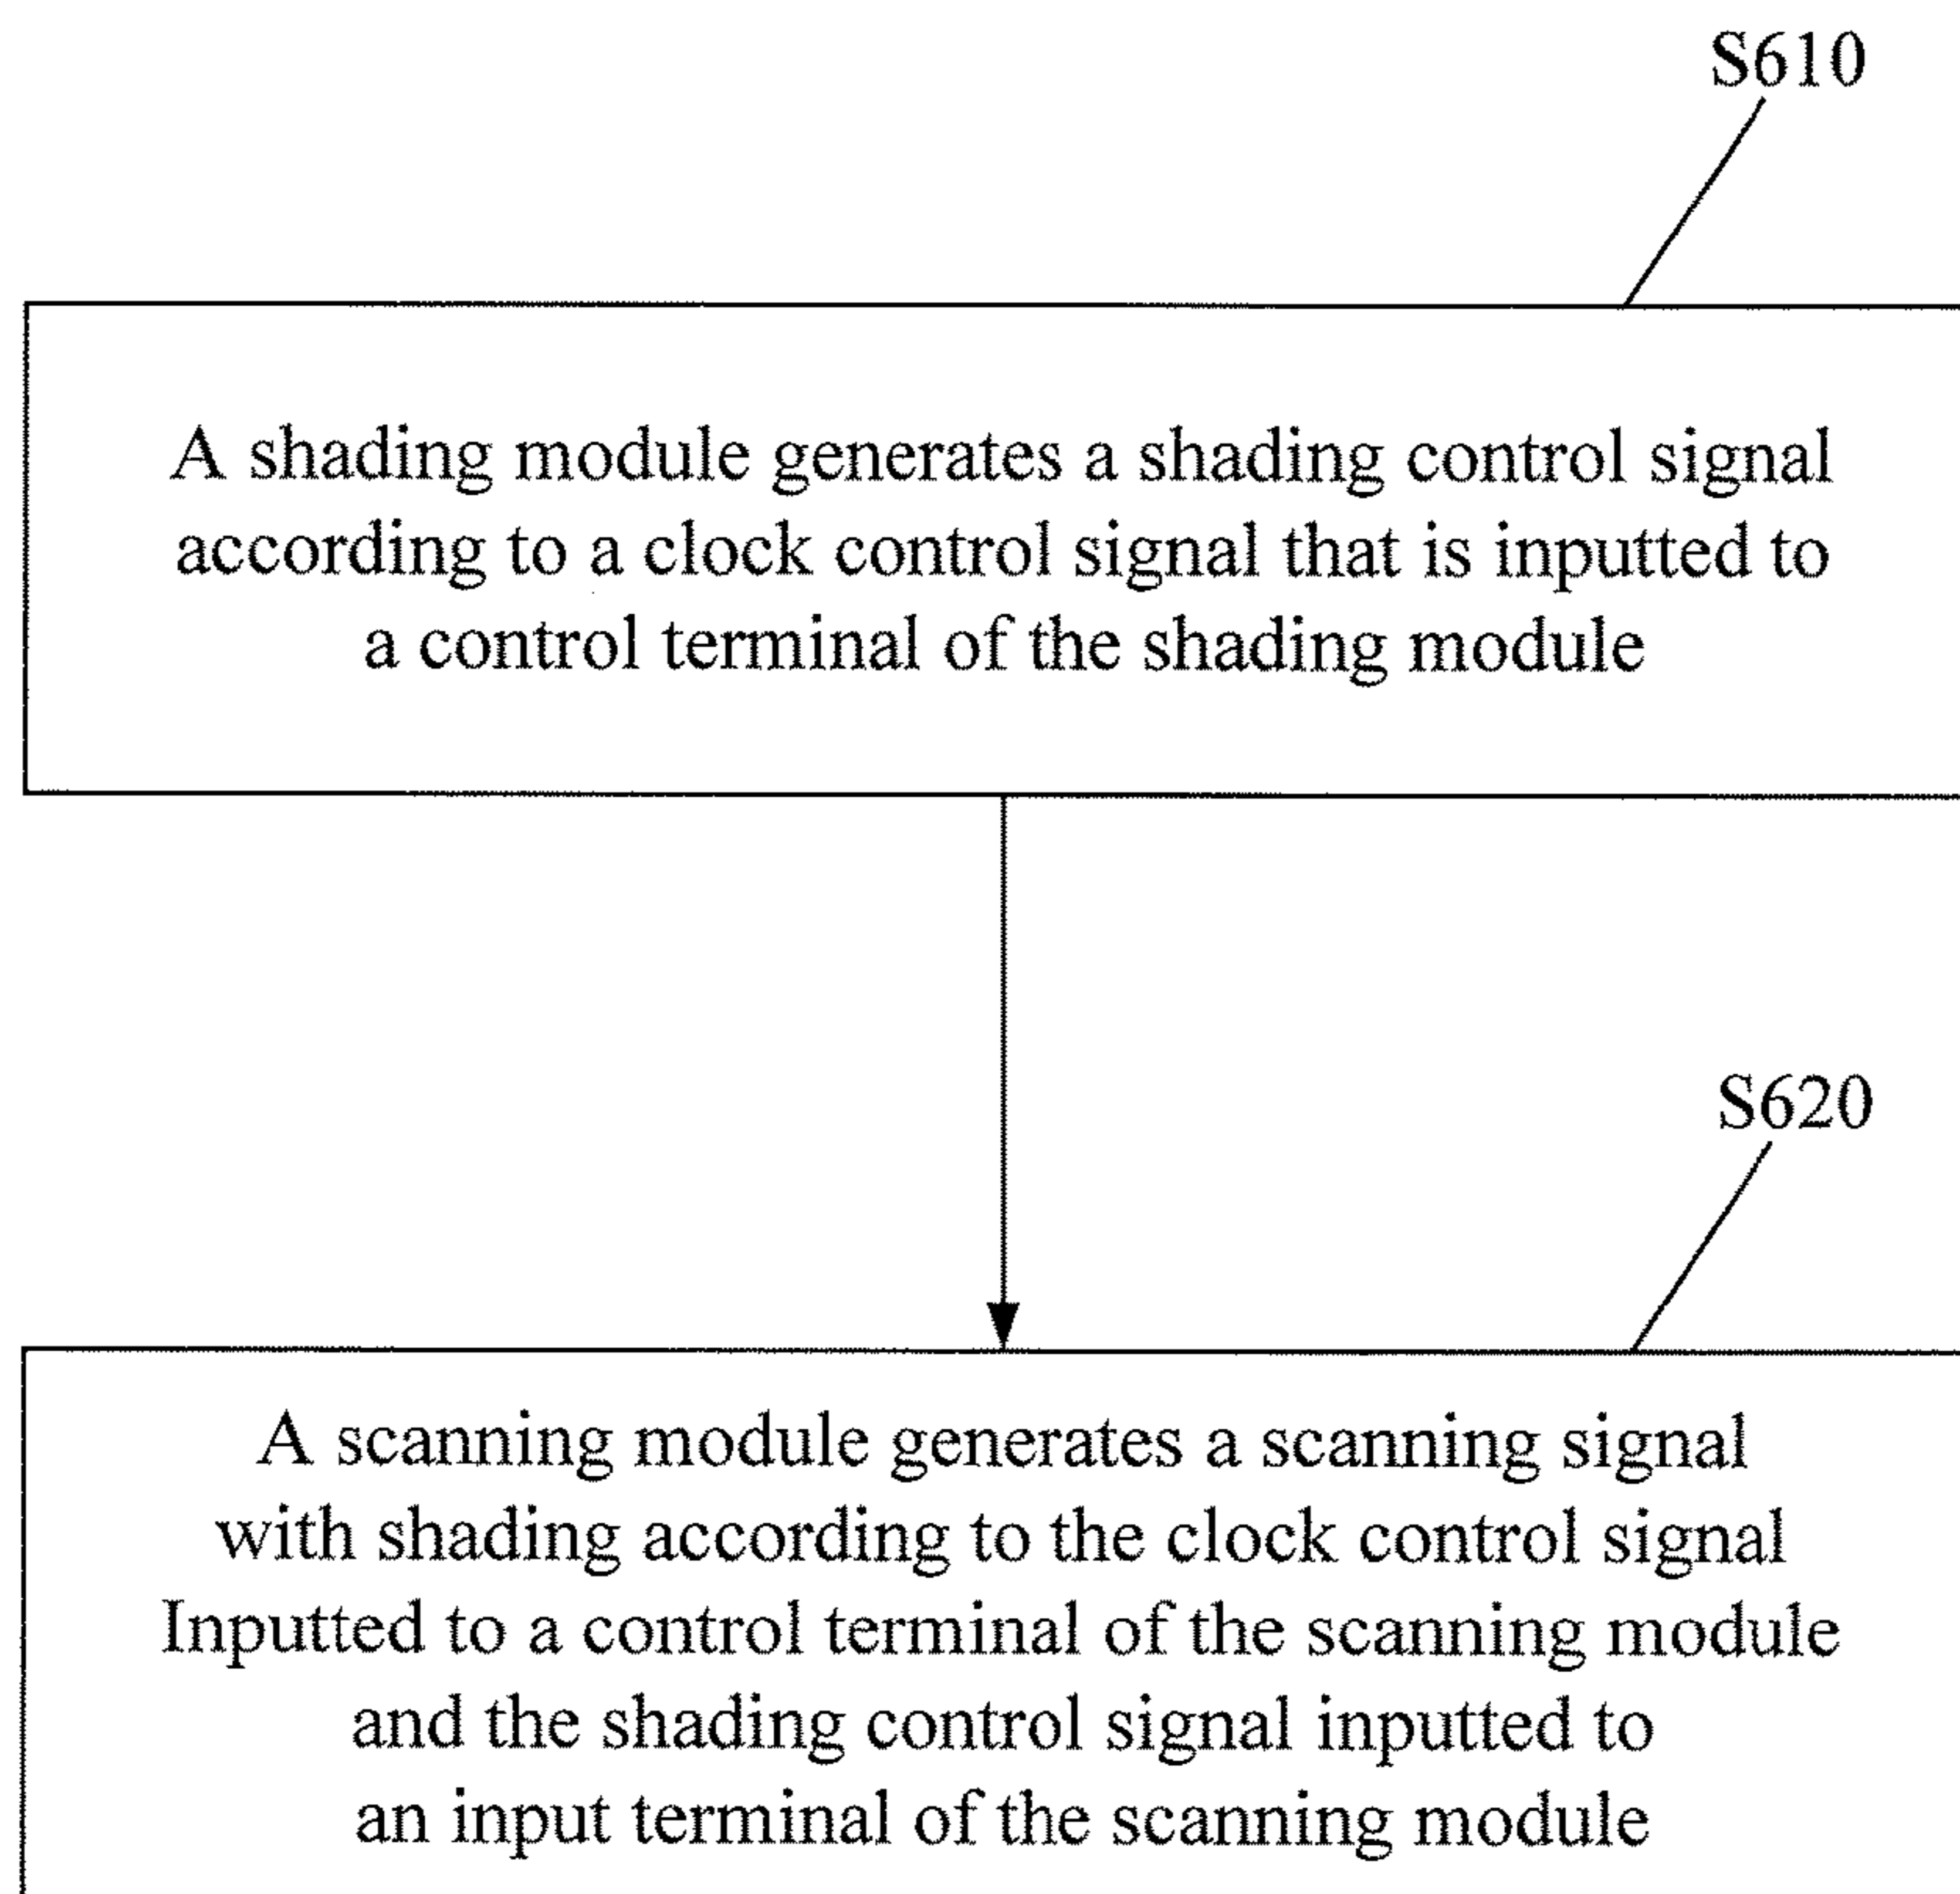 S610
A shading module generates a shading control signal
according to a clock control signal that is inputted to
a control terminal of the shading module
S620
A scanning module generates a scanning signal
with shading according to the clock control signal
Inputted to a control terminal of the scanning module
and the shading control signal inputted to
an input terminal of the scanning module